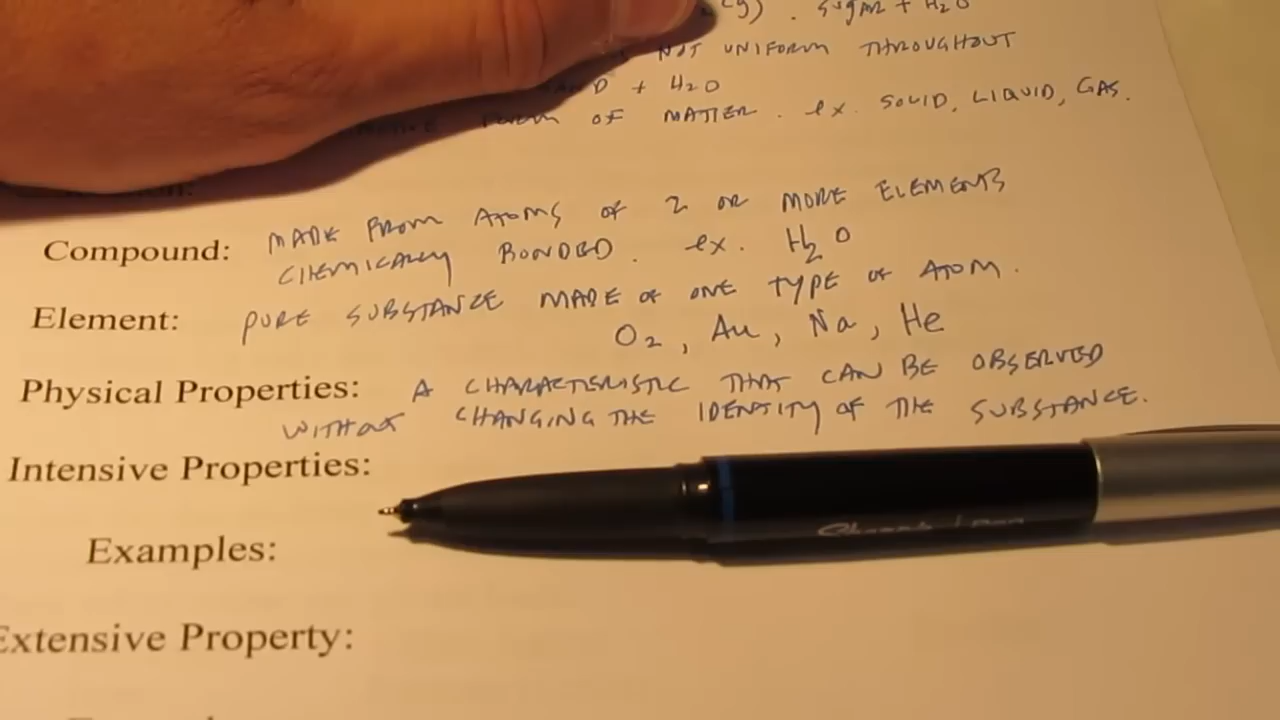 (g) . sugar + H2O
NOT UNIFORM THROUGHOUT
+ H2O
OF MATTER. ex. SOLID, LIQUID, GAS.
Compound: MADE FROM ATOMS OF 2 OR MORE ELEMENTS
CHEMICALLY BONDED. ex. H2O
Element: PURE SUBSTANCE MADE OF ONE TYPE OF ATOM.
O2, Au, Na, He
Physical Properties: A CHARACTERISTIC THAT CAN BE OBSERVED
WITHOUT CHANGING THE IDENTITY OF THE SUBSTANCE.
Intensive Properties:
Examples:
Extensive Property: